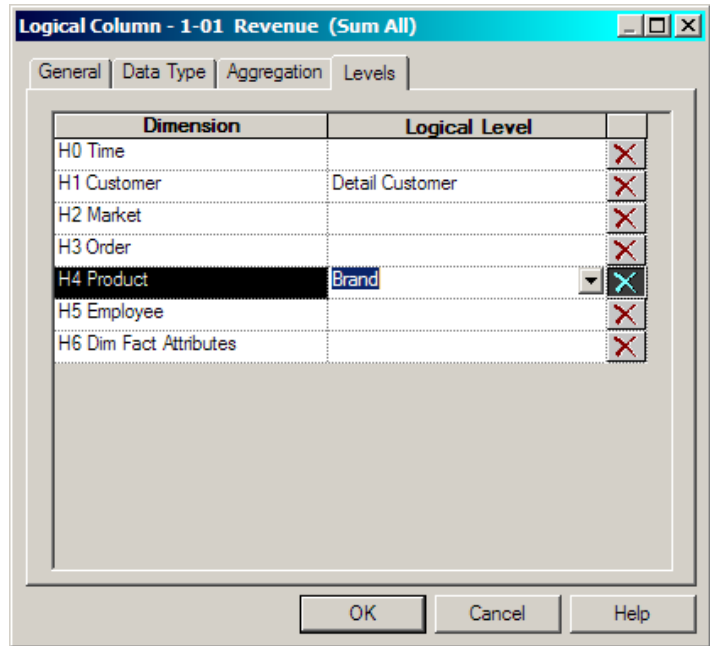 Logical Column - 1-01 Revenue (Sum All)
General Data Type Aggregation Levels
Dimension Logical Level
H0 Time
H1 Customer Detail Customer
H2 Market
H3 Order
H4 Product Brand
H5 Employee
H6 Dim Fact Attributes
OK Cancel Help